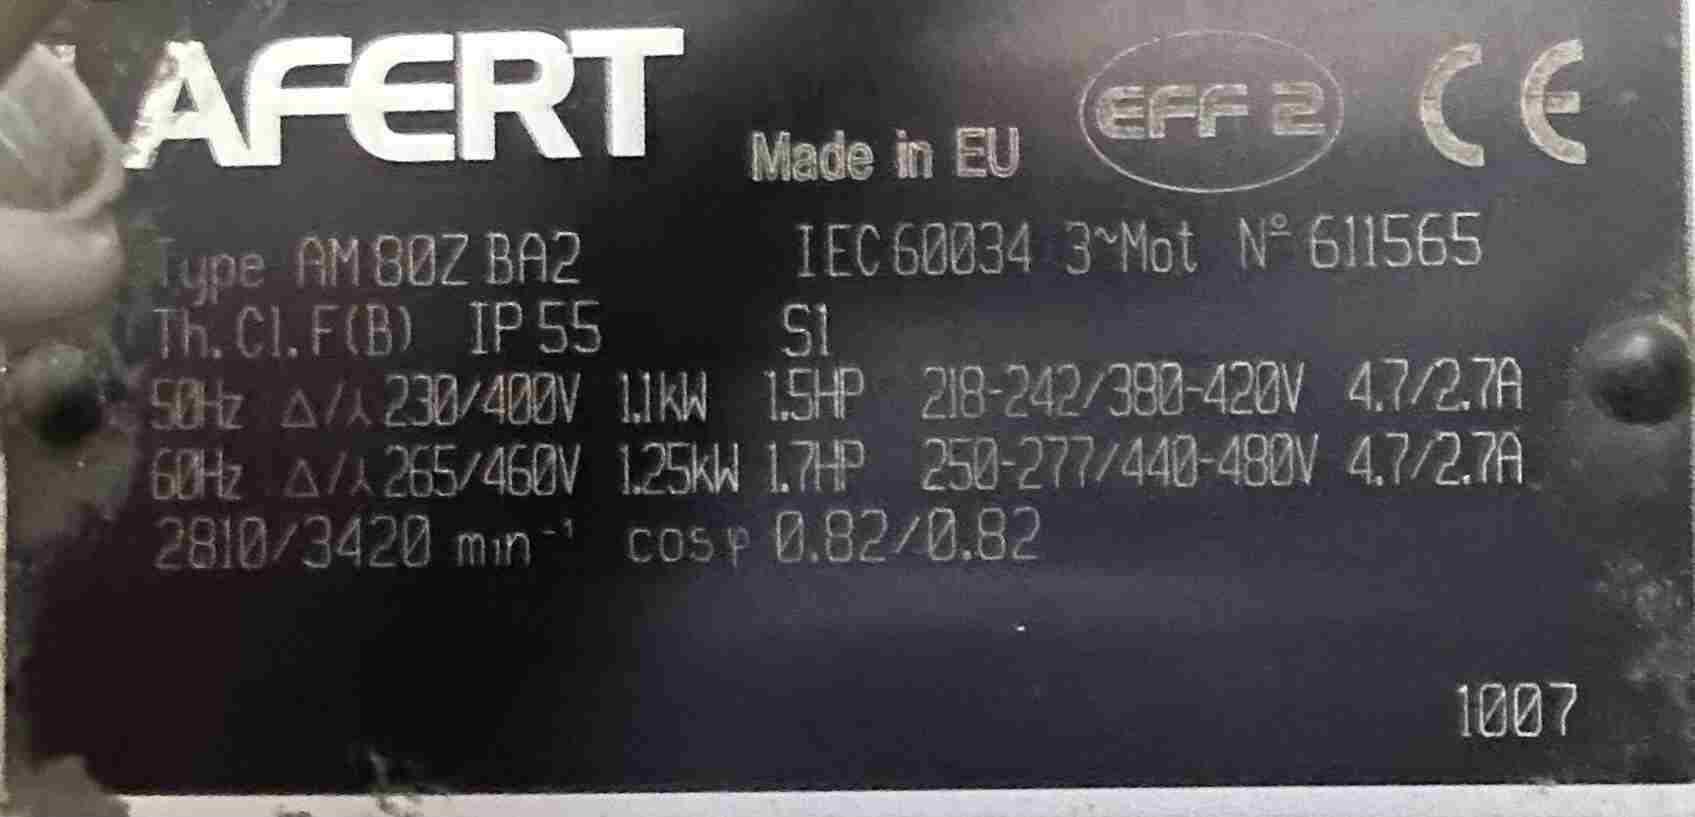 LAFERT
Made in EU EFF 2 CE
Type AM 80Z BA2 IEC 60034 3~Mot Nº 611565
Th.Cl.F(B) IP 55 S1
50Hz Δ/⅄ 230/400V 1.1kW 1.5HP 218-242/380-420V 4.7/2.7A
60Hz Δ/⅄ 265/460V 1.25kW 1.7HP 250-277/440-480V 4.7/2.7A
2810/3420 min⁻¹ cosφ 0.82/0.82
1007